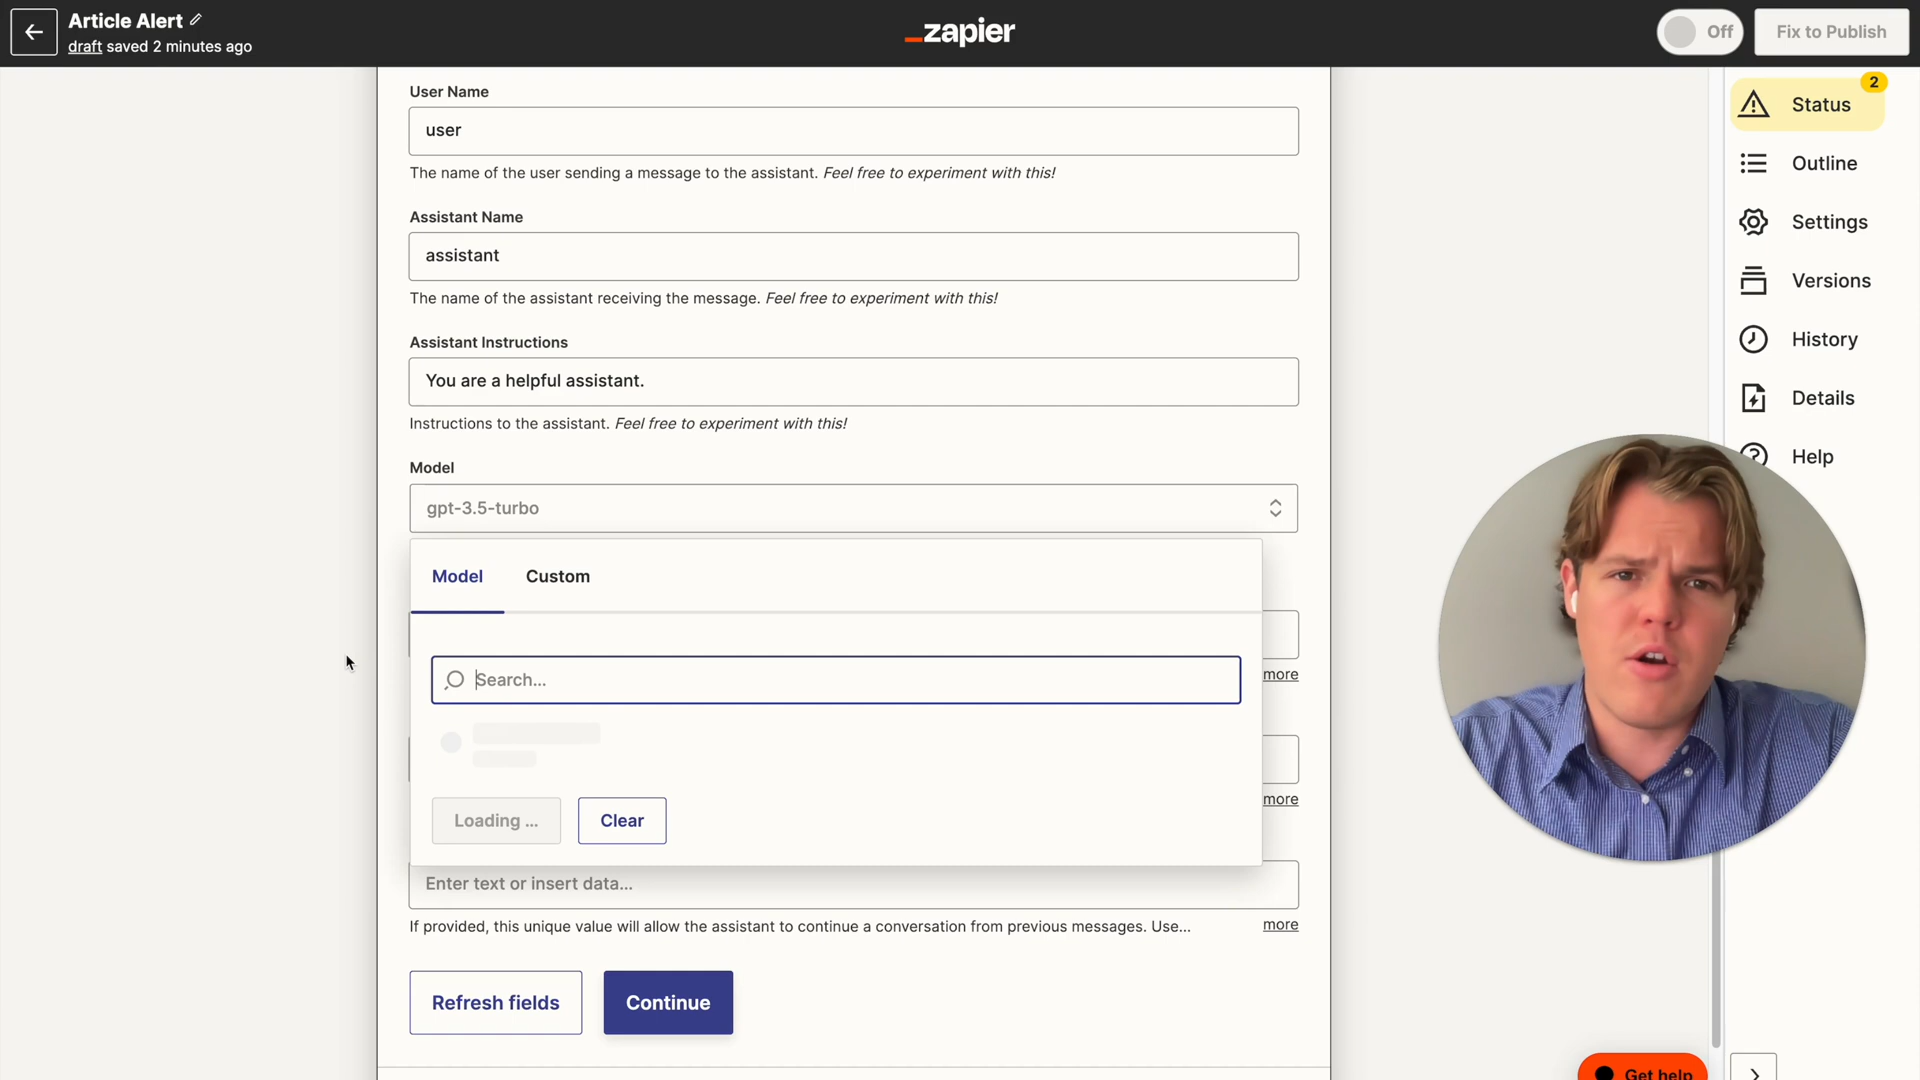 Article Alert
draft saved 2 minutes ago
_zapier
Off
Fix to Publish
User Name
user
The name of the user sending a message to the assistant. Feel free to experiment with this!
Assistant Name
assistant
The name of the assistant receiving the message. Feel free to experiment with this!
Assistant Instructions
You are a helpful assistant.
Instructions to the assistant. Feel free to experiment with this!
Model
gpt-3.5-turbo
Model Custom
Search...
more
Loading ...
Clear
more
Enter text or insert data...
If provided, this unique value will allow the assistant to continue a conversation from previous messages. Use...
more
Refresh fields
Continue
2
Status
Outline
Settings
Versions
History
Details
Help
Get help